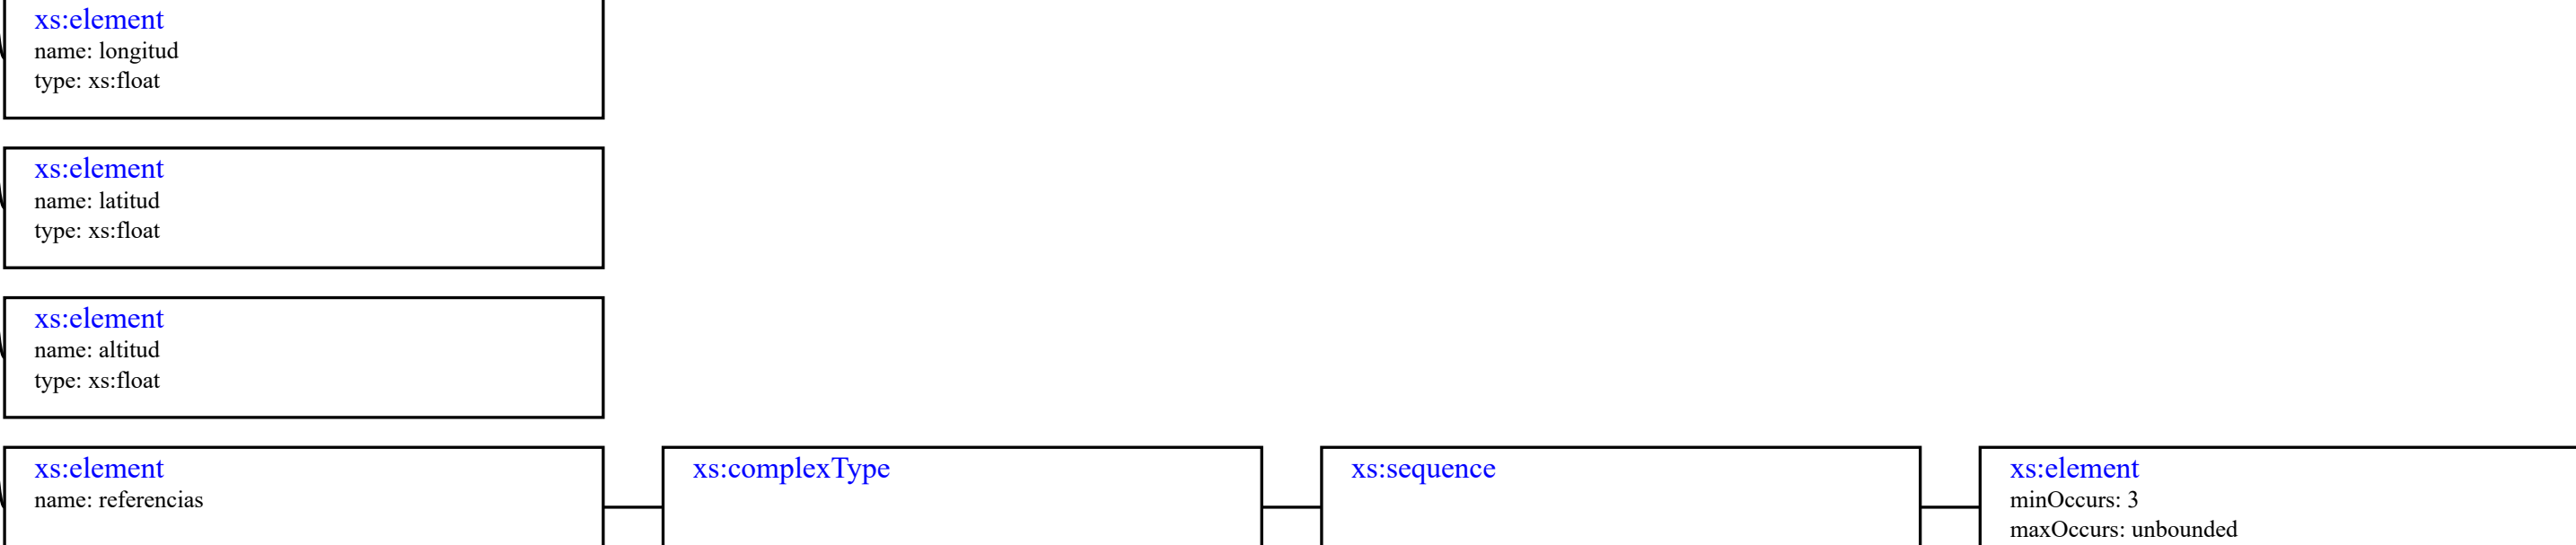 xs:element
name: longitud
type: xs:float
xs:element
name: latitud
type: xs:float
xs:element
name: altitud
type: xs:float
xs:element
name: referencias
xs:complexType
xs:sequence
xs:element
minOccurs: 3
maxOccurs: unbounded